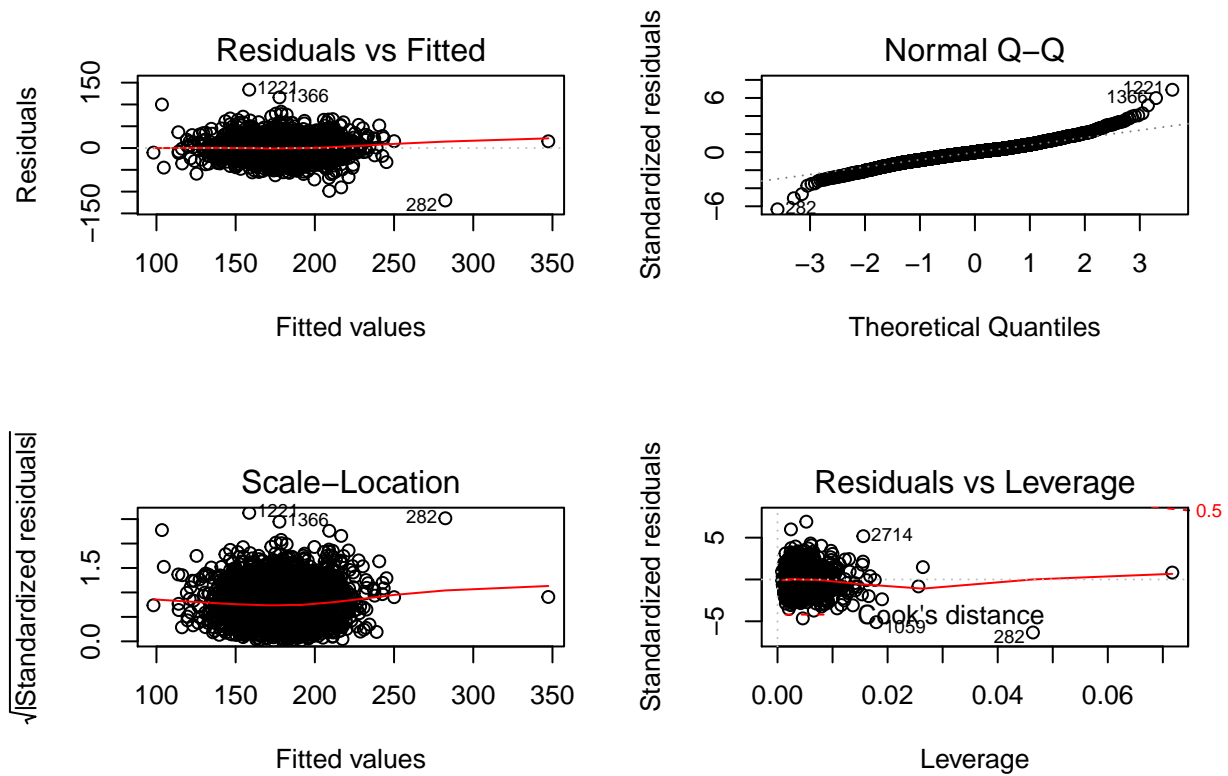 Residuals vs Fitted
Residuals
150
0
−150
1221
1366
282
100 150 200 250 300 350
Fitted values
Normal Q−Q
Standardized residuals
6
0
−6
1221
1366
282
−3 −2 −1 0 1 2 3
Theoretical Quantiles
Scale−Location
√|Standardized residuals|
1.5
0.0
1221
1366
282
100 150 200 250 300 350
Fitted values
Residuals vs Leverage
Standardized residuals
5
−5
0.5
2714
Cook's distance
1059
282
0.00 0.02 0.04 0.06
Leverage